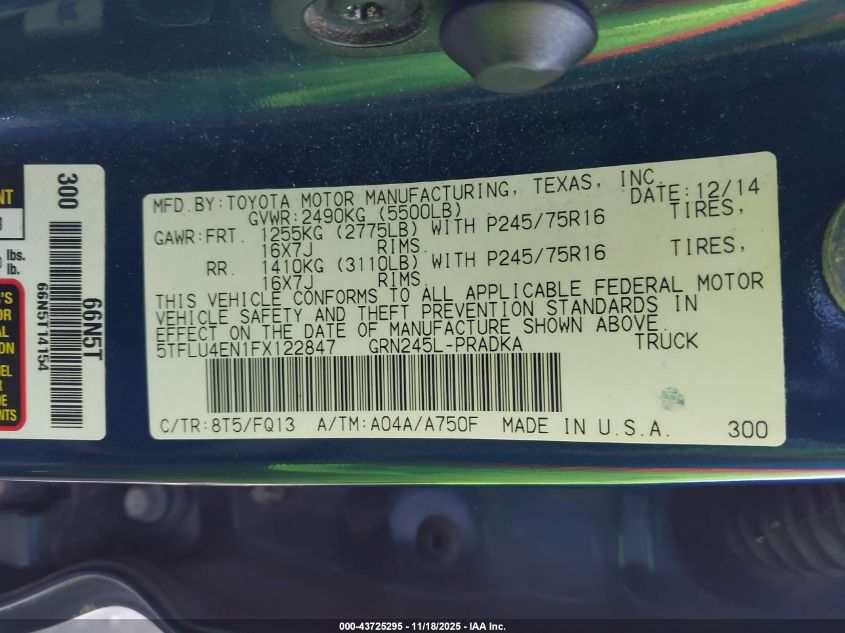 MFD.BY:TOYOTA MOTOR MANUFACTURING, TEXAS, INC.
DATE:12/14
GVWR:2490KG (5500LB)
GAWR:FRT. 1255KG (2775LB) WITH P245/75R16 TIRES,
16X7J RIMS.
RR. 1410KG (3110LB) WITH P245/75R16 TIRES,
16X7J RIMS.
THIS VEHICLE CONFORMS TO ALL APPLICABLE FEDERAL MOTOR
VEHICLE SAFETY AND THEFT PREVENTION STANDARDS IN
EFFECT ON THE DATE OF MANUFACTURE SHOWN ABOVE.
5TFLU4EN1FX122847 GRN245L-PRADKA TRUCK
C/TR:8T5/FQ13 A/TM:A04A/A750F MADE IN U.S.A. 300
300
66N5T
66N5T14154
lbs.
lb.
000-43725295 - 11/18/2025 - IAA Inc.